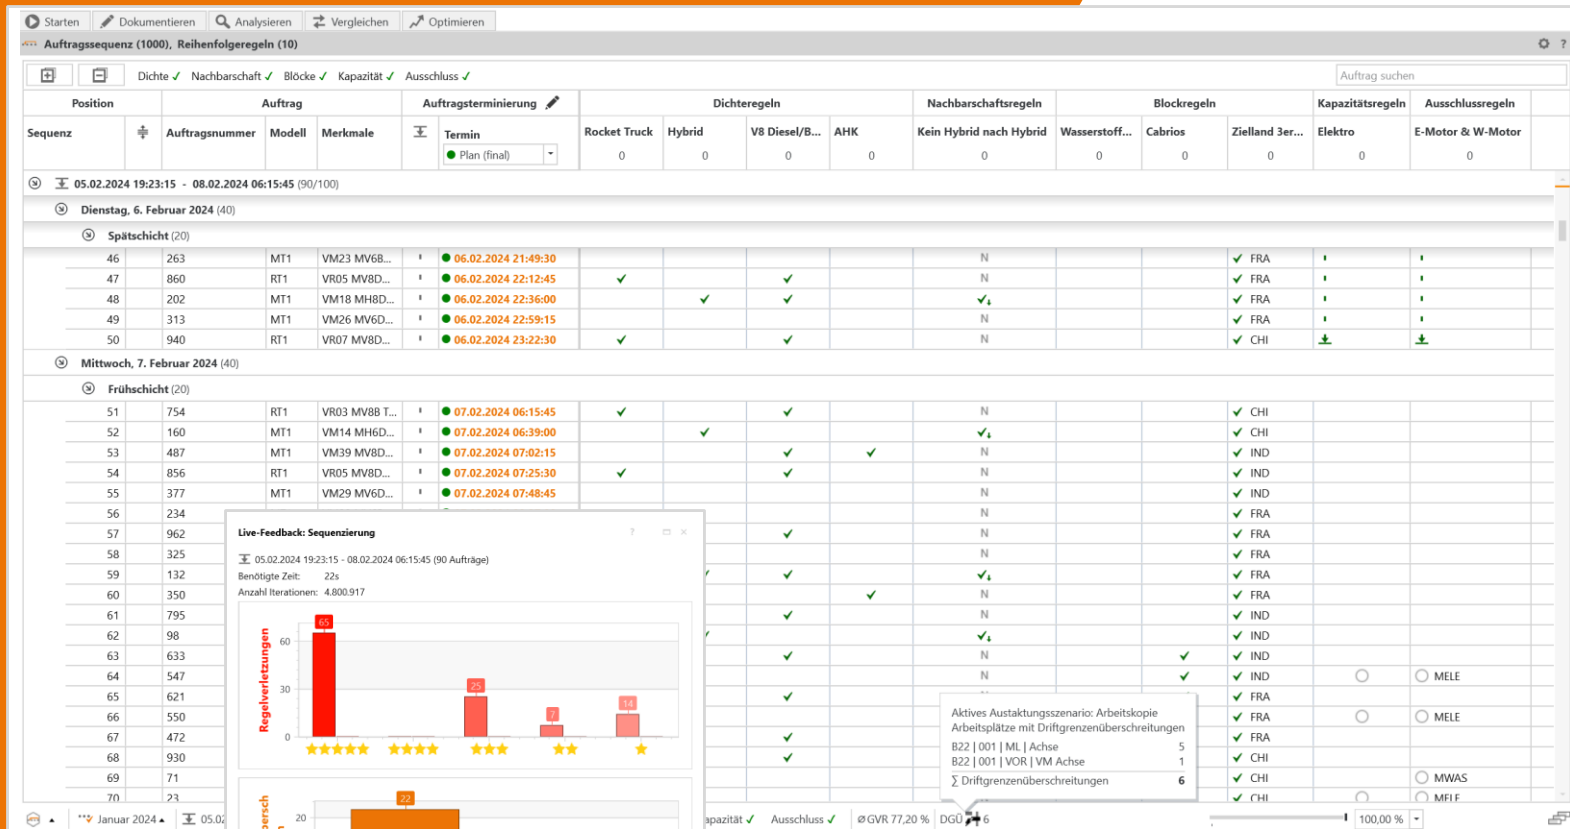 Starten Dokumentieren Analysieren Vergleichen Optimieren
Auftragssequenz (1000), Reihenfolgeregeln (10) ?
Dichte ✓ Nachbarschaft ✓ Blöcke ✓ Kapazität ✓ Ausschluss ✓ Auftrag suchen
Position Auftrag Auftragsterminierung Dichteregeln Nachbarschaftsregeln Blockregeln Kapazitätsregeln Ausschlussregeln
Sequenz Auftragsnummer Modell Merkmale Termin Rocket Truck Hybrid V8 Diesel/B... AHK Kein Hybrid nach Hybrid Wasserstoff... Cabrios Zielland 3er... Elektro E-Motor & W-Motor
Plan (final) 0 0 0 0 0 0 0 0 0 0
05.02.2024 19:23:15 - 08.02.2024 06:15:45 (90/100)
Dienstag, 6. Februar 2024 (40)
Spätschicht (20)
46 263 MT1 VM23 MV6B... 06.02.2024 21:49:30 N ✓ FRA
47 860 RT1 VR05 MV8D... 06.02.2024 22:12:45 ✓ ✓ N ✓ FRA
48 202 MT1 VM18 MH8D... 06.02.2024 22:36:00 ✓ ✓ ✓ ✓ FRA
49 313 MT1 VM26 MV6D... 06.02.2024 22:59:15 N ✓ FRA
50 940 RT1 VR07 MV8D... 06.02.2024 23:22:30 ✓ ✓ N ✓ CHI
Mittwoch, 7. Februar 2024 (40)
Frühschicht (20)
51 754 RT1 VR03 MV8B T... 07.02.2024 06:15:45 ✓ ✓ N ✓ CHI
52 160 MT1 VM14 MH6D... 07.02.2024 06:39:00 ✓ ✓ ✓ CHI
53 487 MT1 VM39 MV8D... 07.02.2024 07:02:15 ✓ ✓ N ✓ IND
54 856 RT1 VR05 MV8D... 07.02.2024 07:25:30 ✓ ✓ N ✓ IND
55 377 MT1 VM29 MV6D... 07.02.2024 07:48:45 N ✓ IND
56 234 N ✓ FRA
57 962 ✓ N ✓ FRA
58 325 N ✓ FRA
59 132 ✓ ✓ ✓ FRA
60 350 ✓ N ✓ FRA
61 795 ✓ N ✓ IND
62 98 ✓ ✓ IND
63 633 ✓ N ✓ ✓ IND
64 547 N ✓ ✓ IND MELE
65 621 ✓ ✓ FRA
66 550 ✓ FRA MELE
67 472 ✓ ✓ FRA
68 930 ✓ ✓ CHI
69 71 ✓ CHI MWAS
70 23 ✓ CHI MELE
Live-Feedback: Sequenzierung ?
05.02.2024 19:23:15 - 08.02.2024 06:15:45 (90 Aufträge)
Benötigte Zeit: 22s
Anzahl Iterationen: 4.800.917
Regelverletzungen
60
30
0
65 25 7 14
20
22
Aktives Austaktungsszenario: Arbeitskopie
Arbeitsplätze mit Driftgrenzenüberschreitungen
B22 | 001 | ML | Achse 5
B22 | 001 | VOR | VM Achse 1
∑ Driftgrenzenüberschreitungen 6
Januar 2024 05.02 apazität ✓ Ausschluss ✓ Ø GVR 77,20 % DGÜ 6 100,00 %